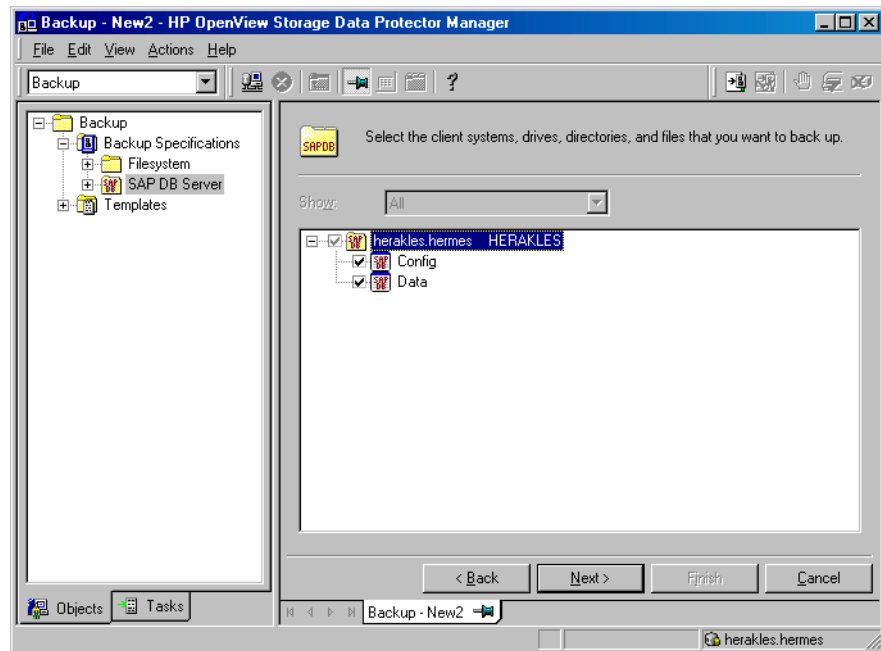 Backup - New2 - HP OpenView Storage Data Protector Manager
File Edit View Actions Help
Backup
?
Backup
Backup Specifications
Filesystem
SAP DB Server
Templates
SAPDB
Select the client systems, drives, directories, and files that you want to back up.
Show:
All
herakles.hermes HERAKLES
Config
Data
< Back
Next >
Finish
Cancel
Objects
Tasks
Backup - New2
herakles.hermes